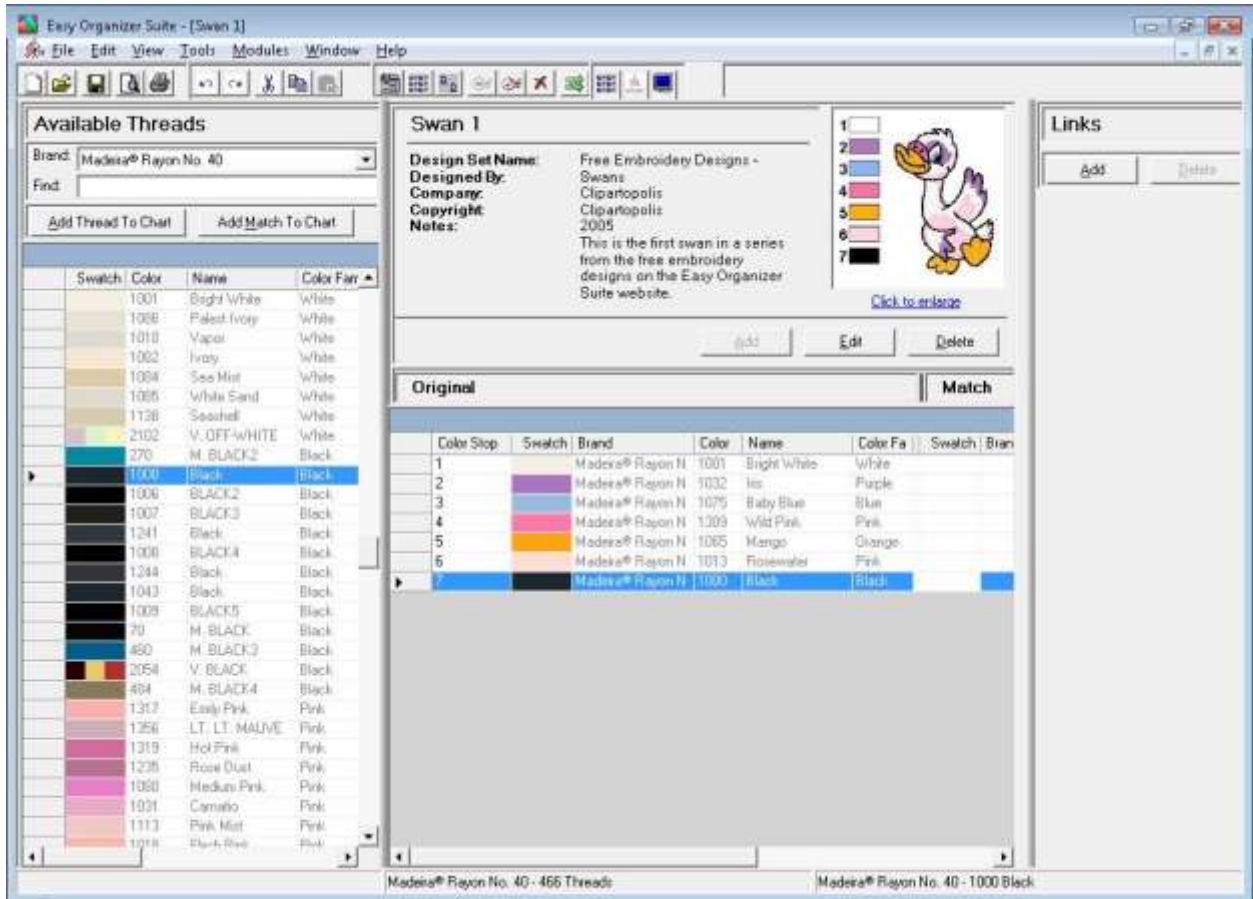 Easy Organizer Suite - [Swan 1]
File Edit View Tools Modules Window Help
Available Threads
Brand: Madeira® Rayon No. 40
Find:
Add Thread To Chart Add Match To Chart
Swatch Color Name Color Fam
1001 Bright White White
1086 Palest Ivory White
1010 Vapor White
1082 Ivory White
1084 Sea Mist White
1085 White Sand White
1138 Seashell White
2102 V. OFF-WHITE White
270 M. BLACK2 Black
1000 Black Black
1006 BLACK2 Black
1007 BLACK3 Black
1241 Black Black
1008 BLACK4 Black
1244 Black Black
1043 Black Black
1009 BLACK5 Black
70 M. BLACK Black
480 M. BLACK3 Black
2054 V. BLACK Black
484 M. BLACK4 Black
1317 Emily Pink Pink
1356 LT. LT. MAUVE Pink
1319 Hot Pink Pink
1235 Rose Dust Pink
1080 Medium Pink Pink
1031 Carnatio Pink
1113 Pink Mist Pink
Swan 1
Design Set Name: Free Embroidery Designs -
Designed By: Swans
Company: Clipartopolis
Copyright: Clipartopolis
Notes: 2005
This is the first swan in a series
from the free embroidery
designs on the Easy Organizer
Suite website.
1
2
3
4
5
6
7
Click to enlarge
Add Edit Delete
Original Match
Color Stop Swatch Brand Color Name Color Fa Swatch Bran
1 Madeira® Rayon N 1001 Bright White White
2 Madeira® Rayon N 1032 Iris Purple
3 Madeira® Rayon N 1075 Baby Blue Blue
4 Madeira® Rayon N 1309 Wild Pink Pink
5 Madeira® Rayon N 1065 Mango Orange
6 Madeira® Rayon N 1013 Rosewater Pink
7 Madeira® Rayon N 1000 Black Black
Links
Add Delete
Madeira® Rayon No. 40 - 466 Threads
Madeira® Rayon No. 40 - 1000 Black